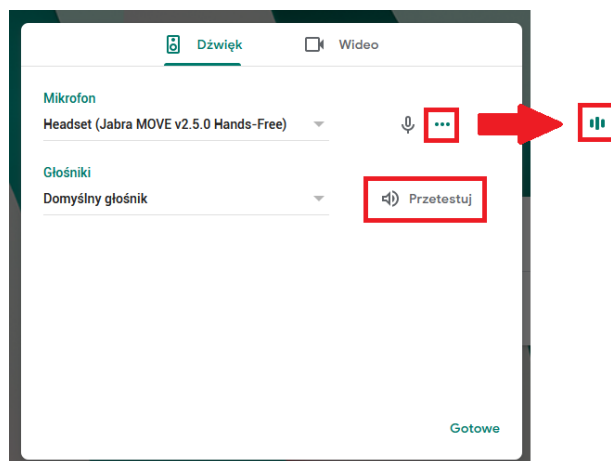 Dźwięk Wideo
Mikrofon
Headset (Jabra MOVE v2.5.0 Hands-Free)
Głośniki
Domyślny głośnik Przetestuj
Gotowe